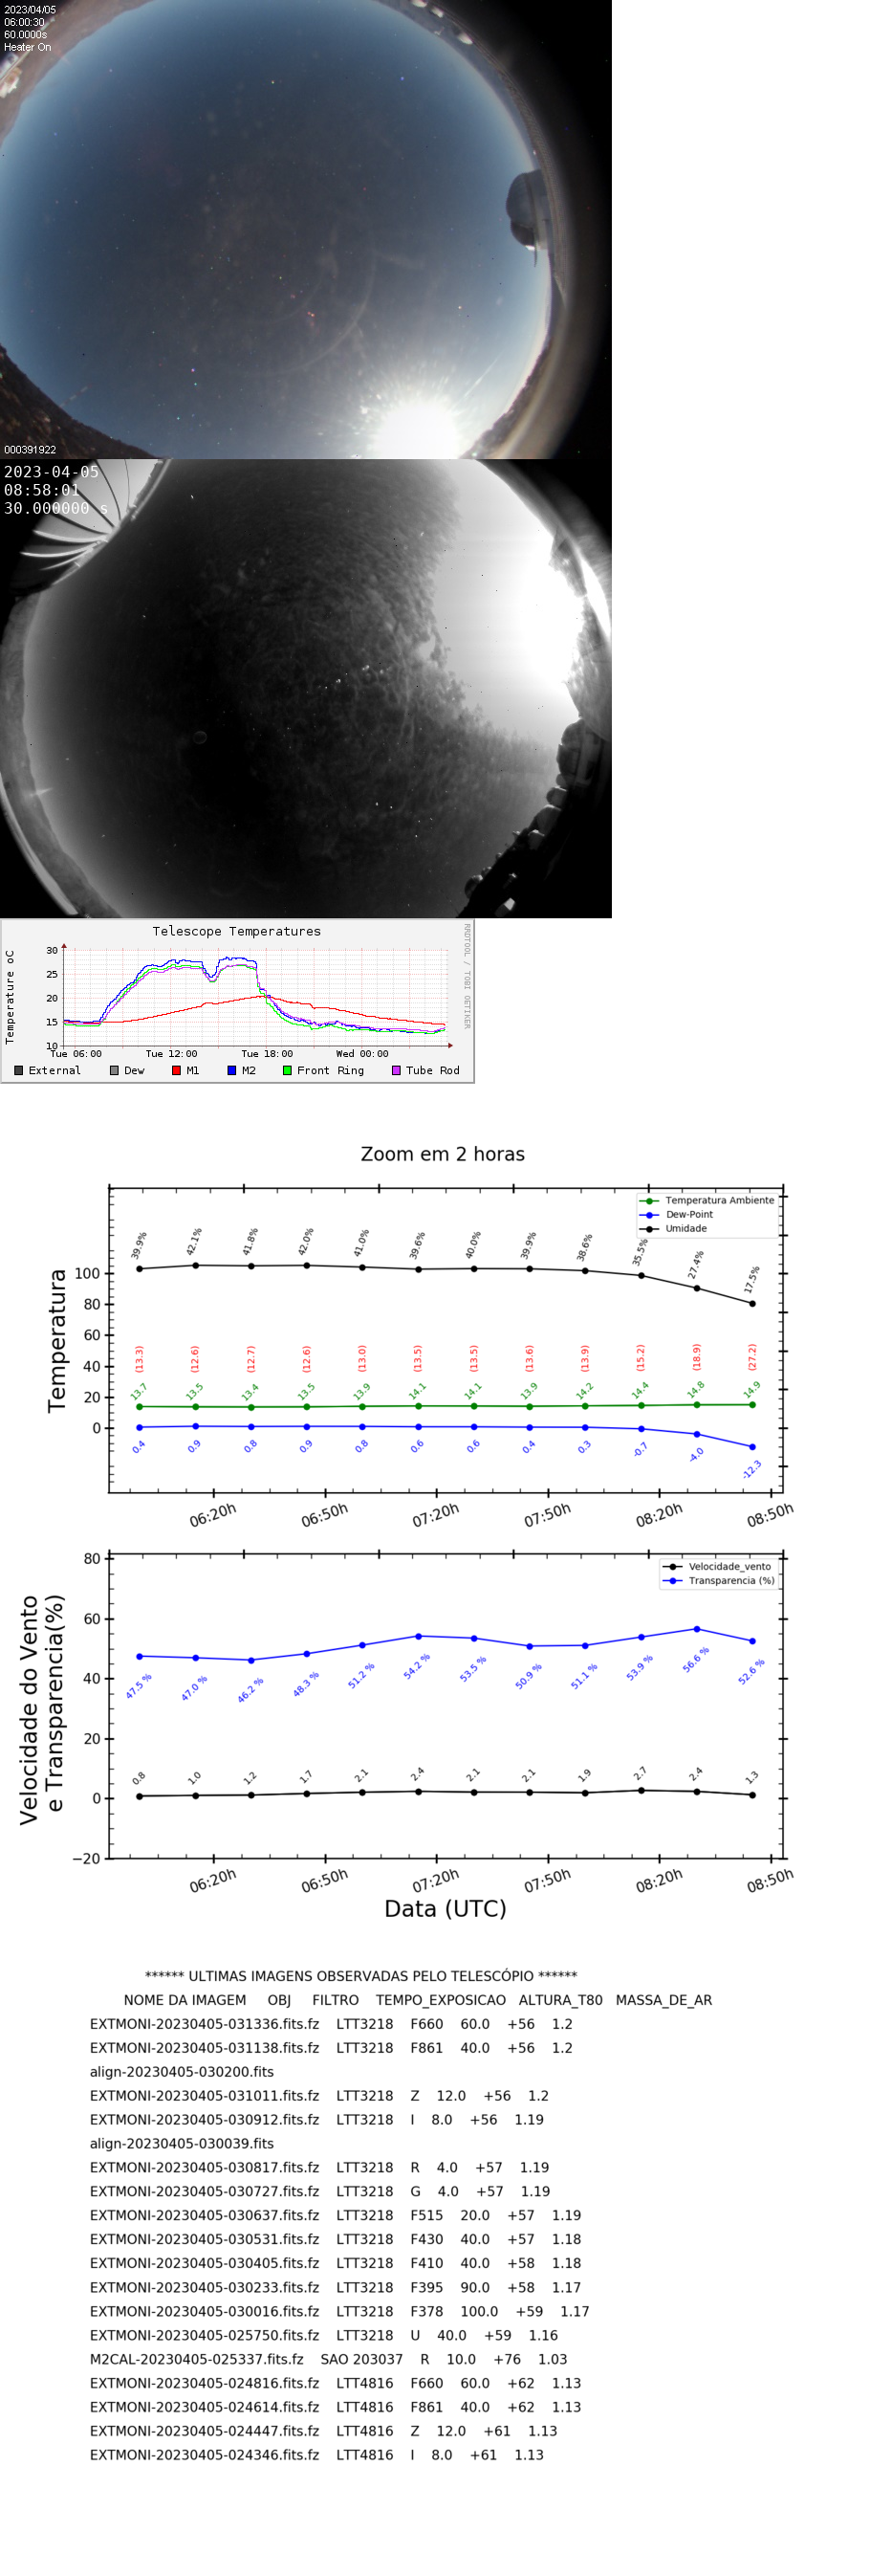 2023/04/05
06:00:30
60.0000s
Heater On
000391922
2023-04-05
08:58:01
30.000000 s
Telescope Temperatures
RRDTOOL / TOBI OETIKER
Temperature oC
30
25
20
15
10
Tue 06:00 Tue 12:00 Tue 18:00 Wed 00:00
External Dew M1 M2 Front Ring Tube Rod
Zoom em 2 horas
Temperatura Ambiente
Dew-Point
Umidade
Temperatura
100
80
60
40
20
0
39.9% 42.1% 41.8% 42.0% 41.0% 39.6% 40.0% 39.9% 38.6% 35.5% 27.4% 17.5%
(13.3) (12.6) (12.7) (12.6) (13.0) (13.5) (13.5) (13.6) (13.9) (15.2) (18.9) (27.2)
13.7 13.5 13.4 13.5 13.9 14.1 14.1 13.9 14.2 14.4 14.8 14.9
0.4 0.9 0.8 0.9 0.8 0.6 0.6 0.4 0.3 -0.7 -4.0 -12.3
06:20h 06:50h 07:20h 07:50h 08:20h 08:50h
Velocidade_vento
Transparencia (%)
Velocidade do Vento
e Transparencia(%)
80
60
40
20
0
−20
47.5 % 47.0 % 46.2 % 48.3 % 51.2 % 54.2 % 53.5 % 50.9 % 51.1 % 53.9 % 56.6 % 52.6 %
0.8 1.0 1.2 1.7 2.1 2.4 2.1 2.1 1.9 2.7 2.4 1.3
06:20h 06:50h 07:20h 07:50h 08:20h 08:50h
Data (UTC)
****** ULTIMAS IMAGENS OBSERVADAS PELO TELESCÓPIO ******
NOME DA IMAGEM OBJ FILTRO TEMPO_EXPOSICAO ALTURA_T80 MASSA_DE_AR
EXTMONI-20230405-031336.fits.fz LTT3218 F660 60.0 +56 1.2
EXTMONI-20230405-031138.fits.fz LTT3218 F861 40.0 +56 1.2
align-20230405-030200.fits
EXTMONI-20230405-031011.fits.fz LTT3218 Z 12.0 +56 1.2
EXTMONI-20230405-030912.fits.fz LTT3218 I 8.0 +56 1.19
align-20230405-030039.fits
EXTMONI-20230405-030817.fits.fz LTT3218 R 4.0 +57 1.19
EXTMONI-20230405-030727.fits.fz LTT3218 G 4.0 +57 1.19
EXTMONI-20230405-030637.fits.fz LTT3218 F515 20.0 +57 1.19
EXTMONI-20230405-030531.fits.fz LTT3218 F430 40.0 +57 1.18
EXTMONI-20230405-030405.fits.fz LTT3218 F410 40.0 +58 1.18
EXTMONI-20230405-030233.fits.fz LTT3218 F395 90.0 +58 1.17
EXTMONI-20230405-030016.fits.fz LTT3218 F378 100.0 +59 1.17
EXTMONI-20230405-025750.fits.fz LTT3218 U 40.0 +59 1.16
M2CAL-20230405-025337.fits.fz SAO 203037 R 10.0 +76 1.03
EXTMONI-20230405-024816.fits.fz LTT4816 F660 60.0 +62 1.13
EXTMONI-20230405-024614.fits.fz LTT4816 F861 40.0 +62 1.13
EXTMONI-20230405-024447.fits.fz LTT4816 Z 12.0 +61 1.13
EXTMONI-20230405-024346.fits.fz LTT4816 I 8.0 +61 1.13